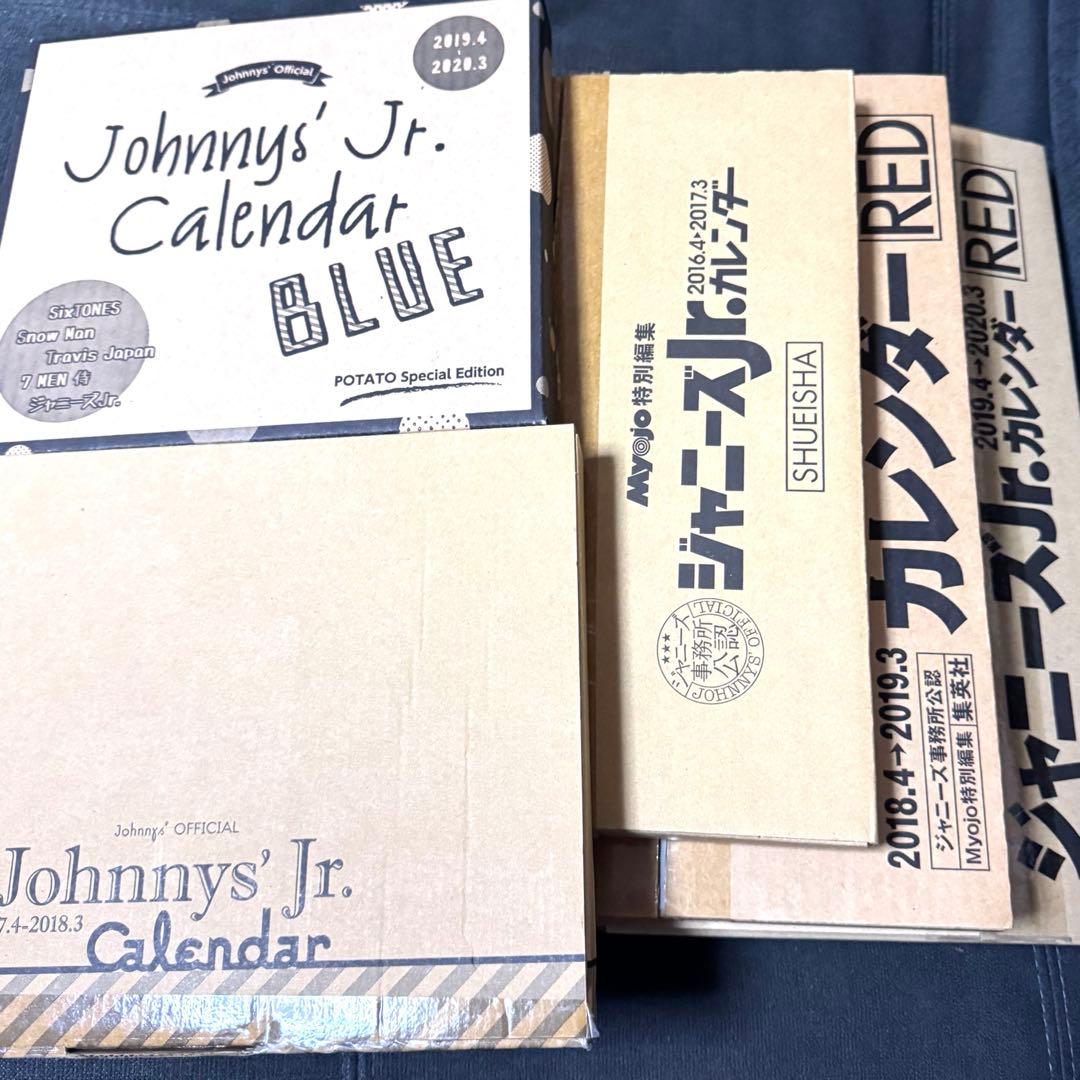 2019.4
2020.3
Johnnys' Official
Johnnys' Jr.
Calendar
BLUE
SixTONES
Snow Man
Travis Japan
7 MEN 侍
ジャニーズJr.
POTATO Special Edition
Johnnys' OFFICIAL
Johnnys' Jr.
7.4-2018.3
Calendar
Myojo特別編集
ジャニーズJr.カレンダー
2016.4▸2017.3
SHUEISHA
ジャニーズ
事務所
公認
JOHNNYS' OFFICIAL
カレンダー RED
2018.4→2019.3
ジャニーズ事務所公認
Myojo特別編集 集英社
2019.4→2020.3
ジャニーズJr.カレンダー RED